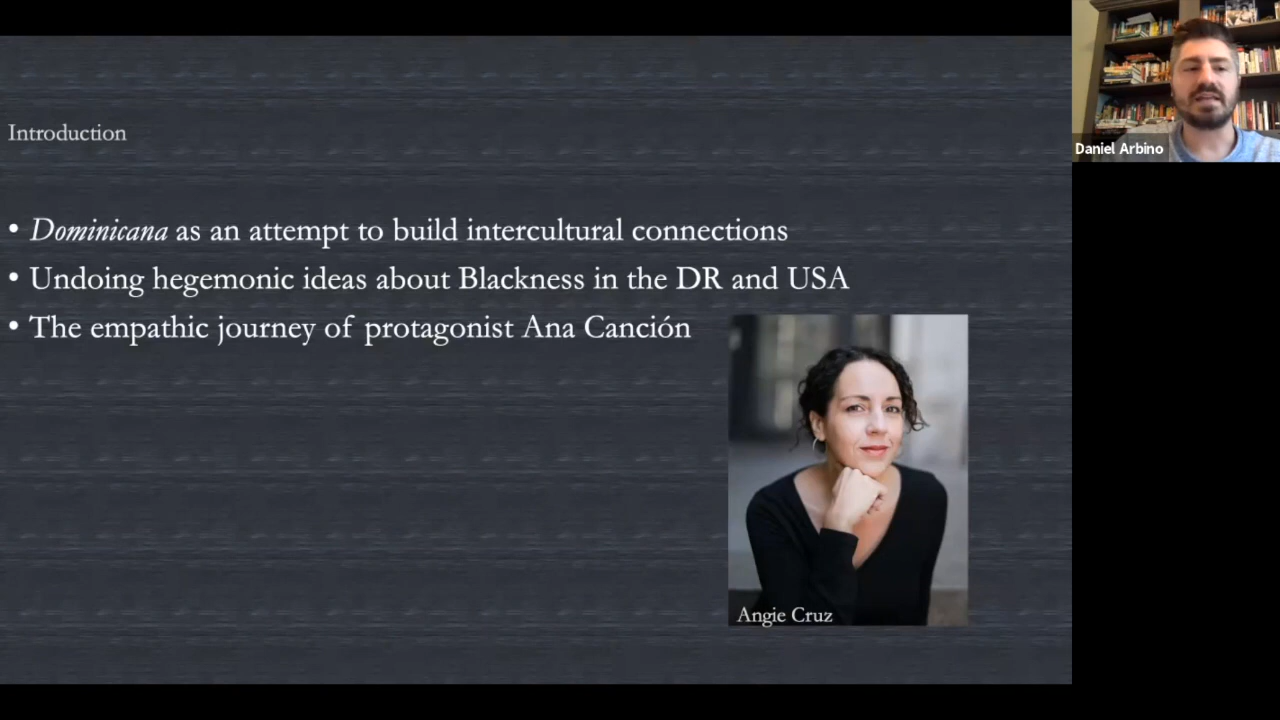 Introduction
• Dominicana as an attempt to build intercultural connections
• Undoing hegemonic ideas about Blackness in the DR and USA
• The empathic journey of protagonist Ana Canción
Angie Cruz
Daniel Arbino